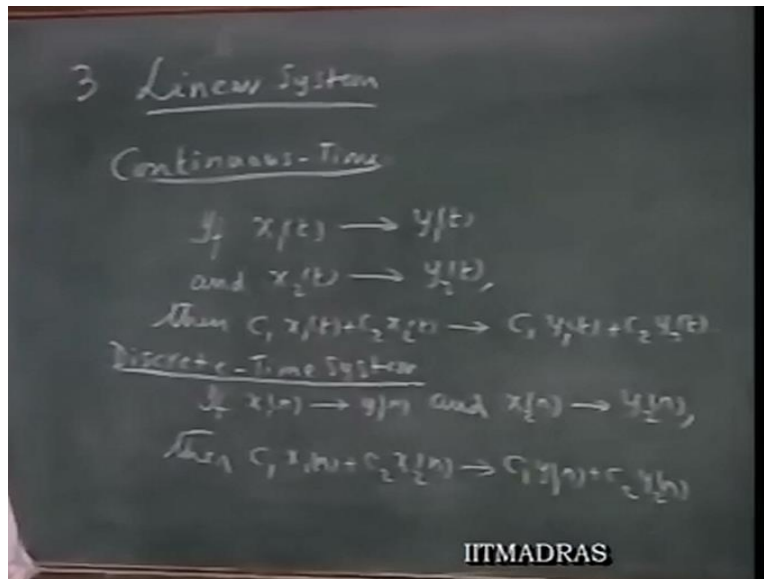 3 Linear System
Continuous-Time
If x₁(t) → y₁(t)
and x₂(t) → y₂(t),
then C₁ x₁(t) + C₂ x₂(t) → C₁ y₁(t) + C₂ y₂(t)
Discrete-Time System
If x₁(n) → y₁(n) and x₂(n) → y₂(n),
then C₁ x₁(n) + C₂ x₂(n) → C₁ y₁(n) + C₂ y₂(n)
IITMADRAS